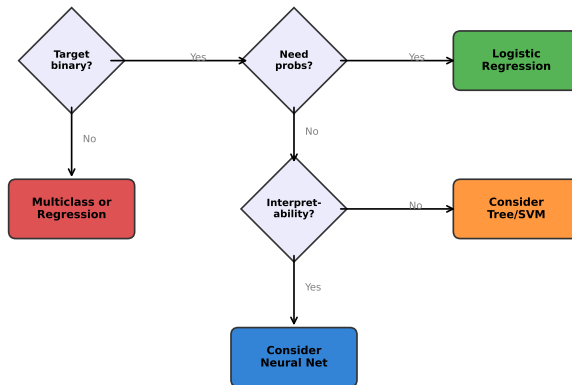 Target
binary?
Yes
Need
probs?
Yes
Logistic
Regression
No
No
Multiclass or
Regression
Interpret-
ability?
No
Consider
Tree/SVM
Yes
Consider
Neural Net